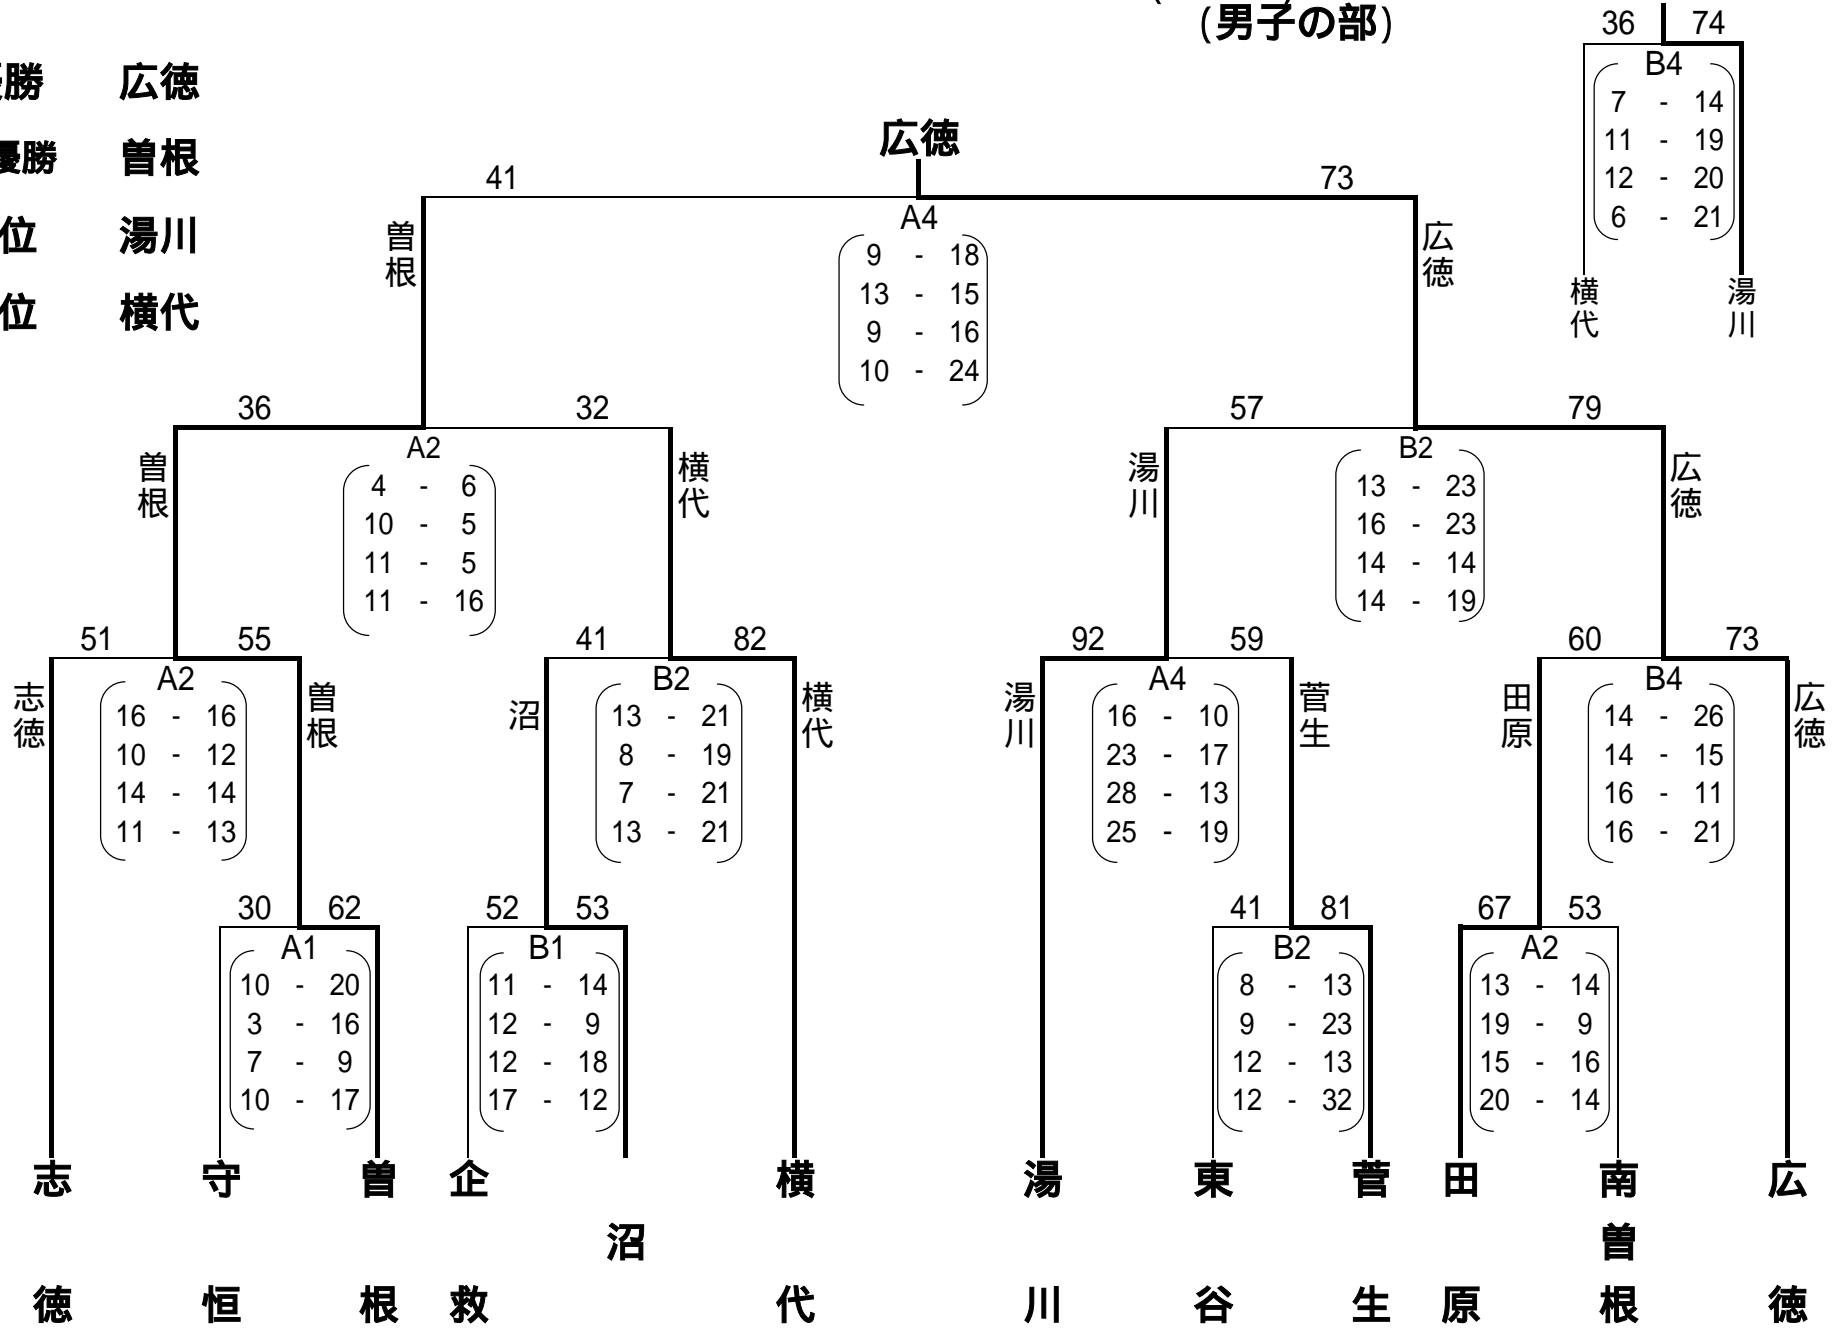 (男子の部)
勝 広徳
優勝 曽根
位 湯川
位 横代
36 74
B4
7 - 14
11 - 19
12 - 20
6 - 21
横代
湯川
広徳
41 73
A4
9 - 18
13 - 15
9 - 16
10 - 24
曽根
広徳
36 32
A2
4 - 6
10 - 5
11 - 5
11 - 16
曽根
横代
57 79
B2
13 - 23
16 - 23
14 - 14
14 - 19
湯川
広徳
51 55
A2
16 - 16
10 - 12
14 - 14
11 - 13
志徳
曽根
41 82
B2
13 - 21
8 - 19
7 - 21
13 - 21
沼
横代
92 59
A4
16 - 10
23 - 17
28 - 13
25 - 19
湯川
菅生
60 73
B4
14 - 26
14 - 15
16 - 11
16 - 21
田原
広徳
30 62
A1
10 - 20
3 - 16
7 - 9
10 - 17
52 53
B1
11 - 14
12 - 9
12 - 18
17 - 12
41 81
B2
8 - 13
9 - 23
12 - 13
12 - 32
67 53
A2
13 - 14
19 - 9
15 - 16
20 - 14
志徳
守恒
曽根
企救
沼
横代
湯川
東谷
菅生
田原
南曽根
広徳